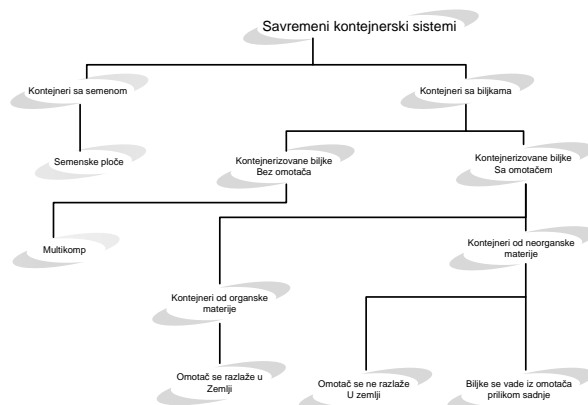 Savremeni kontejnerski sistemi
Kontejneri sa semenom
Kontejneri sa biljkama
Semenske ploče
Kontejnerizovane biljke
Bez omotača
Kontejnerizovane biljke
Sa omotačem
Multikomp
Kontejneri od neorganske
materije
Kontejneri od organske
materije
Omotač se razlaže u
Zemlji
Omotač se ne razlaže
U zemlji
Biljke se vade iz omotača
prilikom sadnje